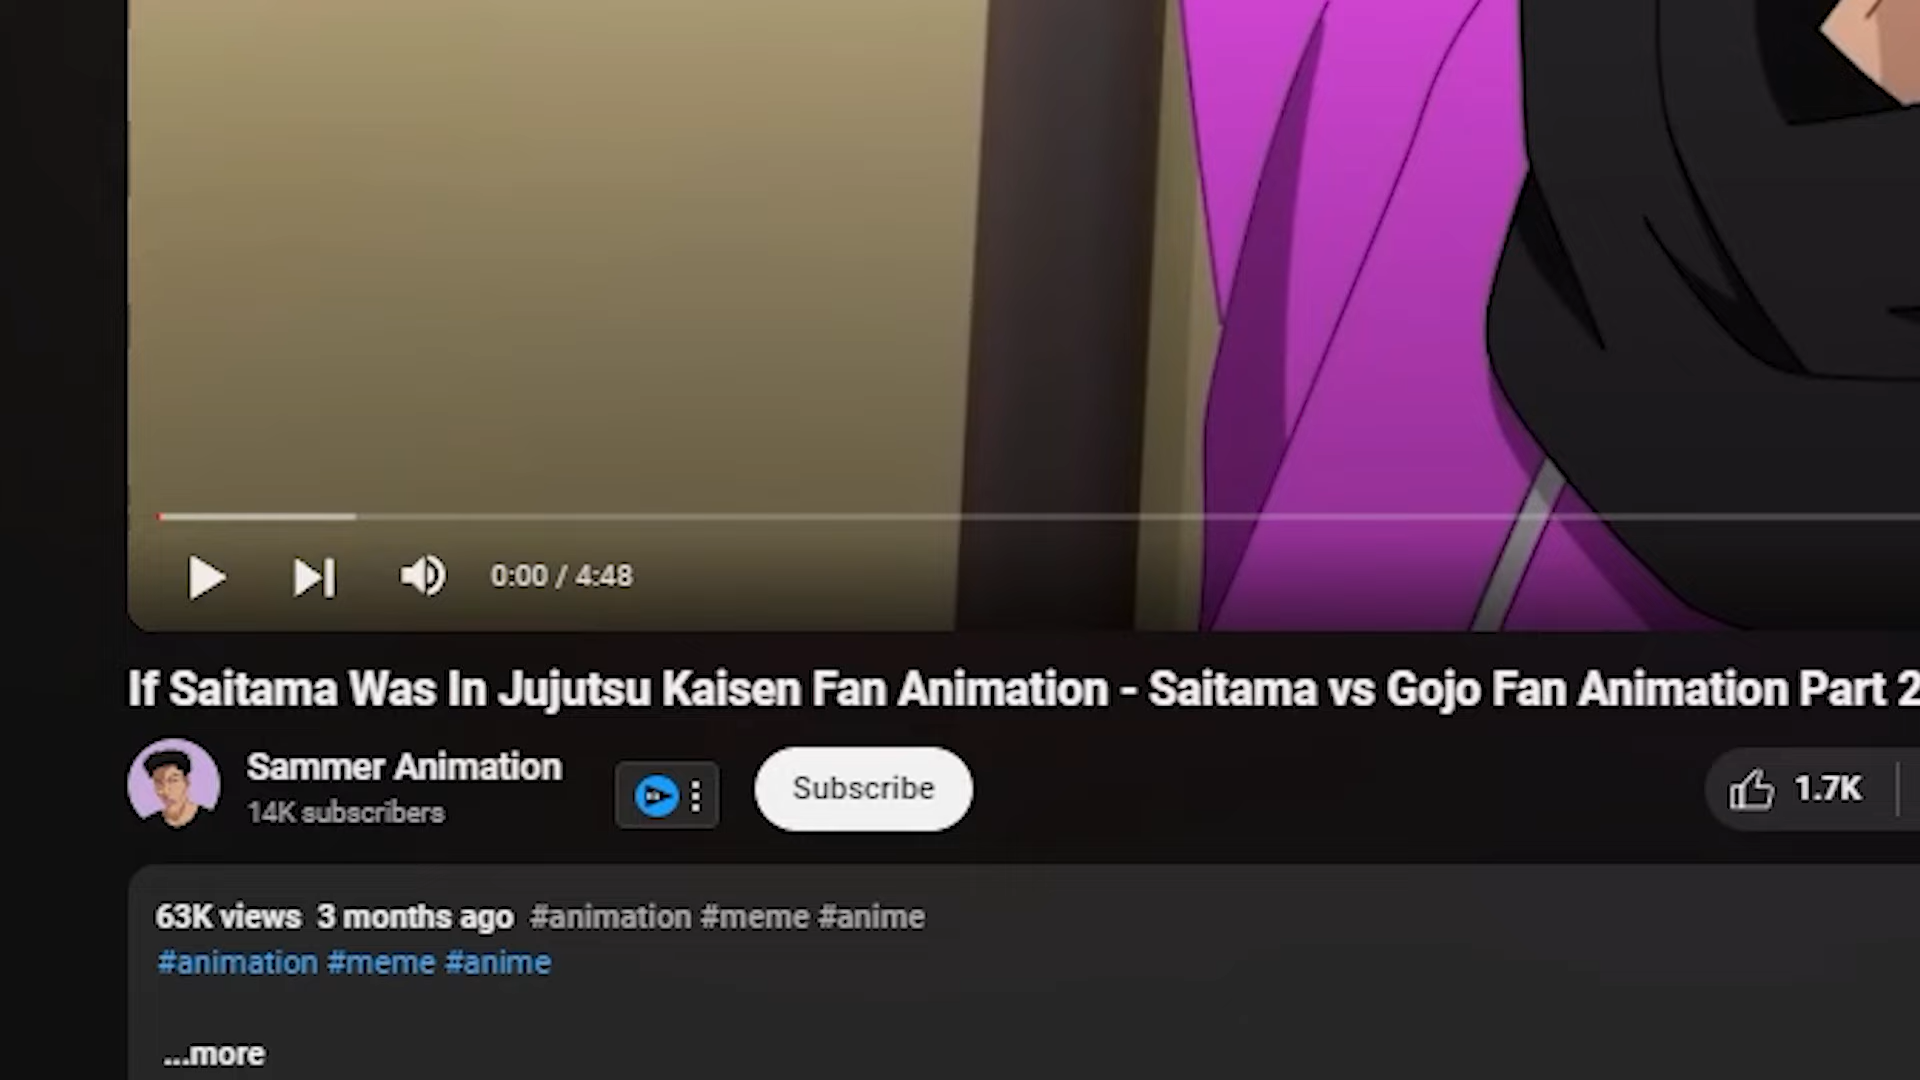 0:00 / 4:48
If Saitama Was In Jujutsu Kaisen Fan Animation - Saitama vs Gojo Fan Animation Part 2
Sammer Animation
14K subscribers
Subscribe
1.7K
63K views 3 months ago #animation #meme #anime
#animation #meme #anime
...more